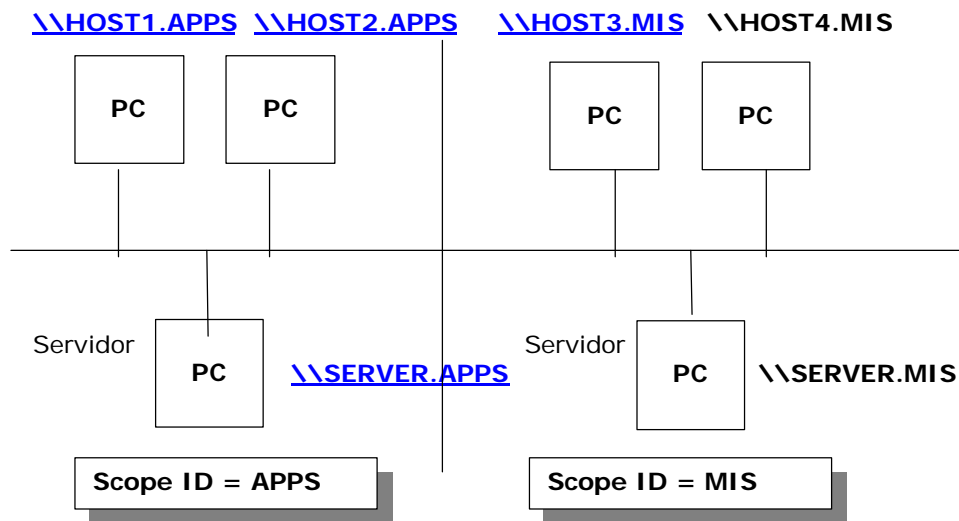 \\HOST1.APPS \\HOST2.APPS \\HOST3.MIS \\HOST4.MIS
PC PC PC PC
Servidor Servidor
PC \\SERVER.APPS PC \\SERVER.MIS
Scope ID = APPS Scope ID = MIS